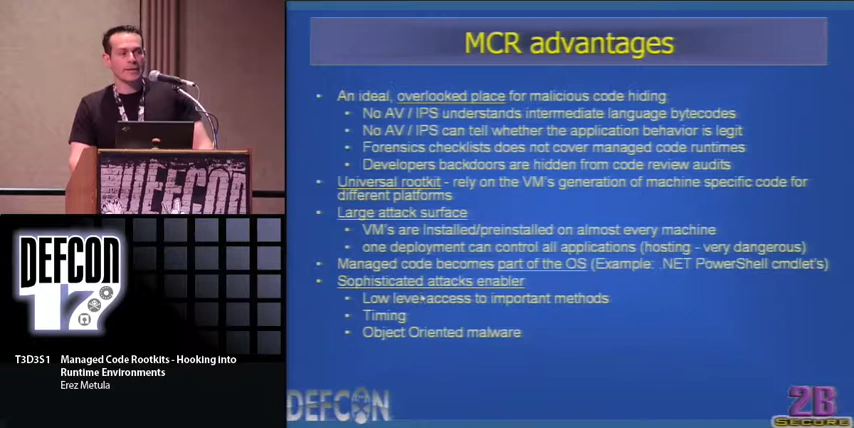 MCR advantages
An ideal, overlooked place for malicious code hiding:
No AV / IPS understands intermediate language bytecodes
No AV / IPS can tell whether the application behavior is legit
Forensics checklists does not cover managed code runtimes
Developers backdoors are hidden from code review audits
Universal rootkit - rely on the VM's generation of machine specific code for
different platforms
Large attack surface
VM's are installed/preinstalled on almost every machine
one deployment can control all applications (hosting - very dangerous)
Managed code becomes part of the OS (Example: .NET PowerShell cmdlet's)
Sophisticated attacks enabler
Low level access to important methods
Timing
Object Oriented malware
DEFCON
2B
SECURE
DEFCON
DEFCON
17
T3D3S1 Managed Code Rootkits - Hooking into
Runtime Environments
Erez Metula